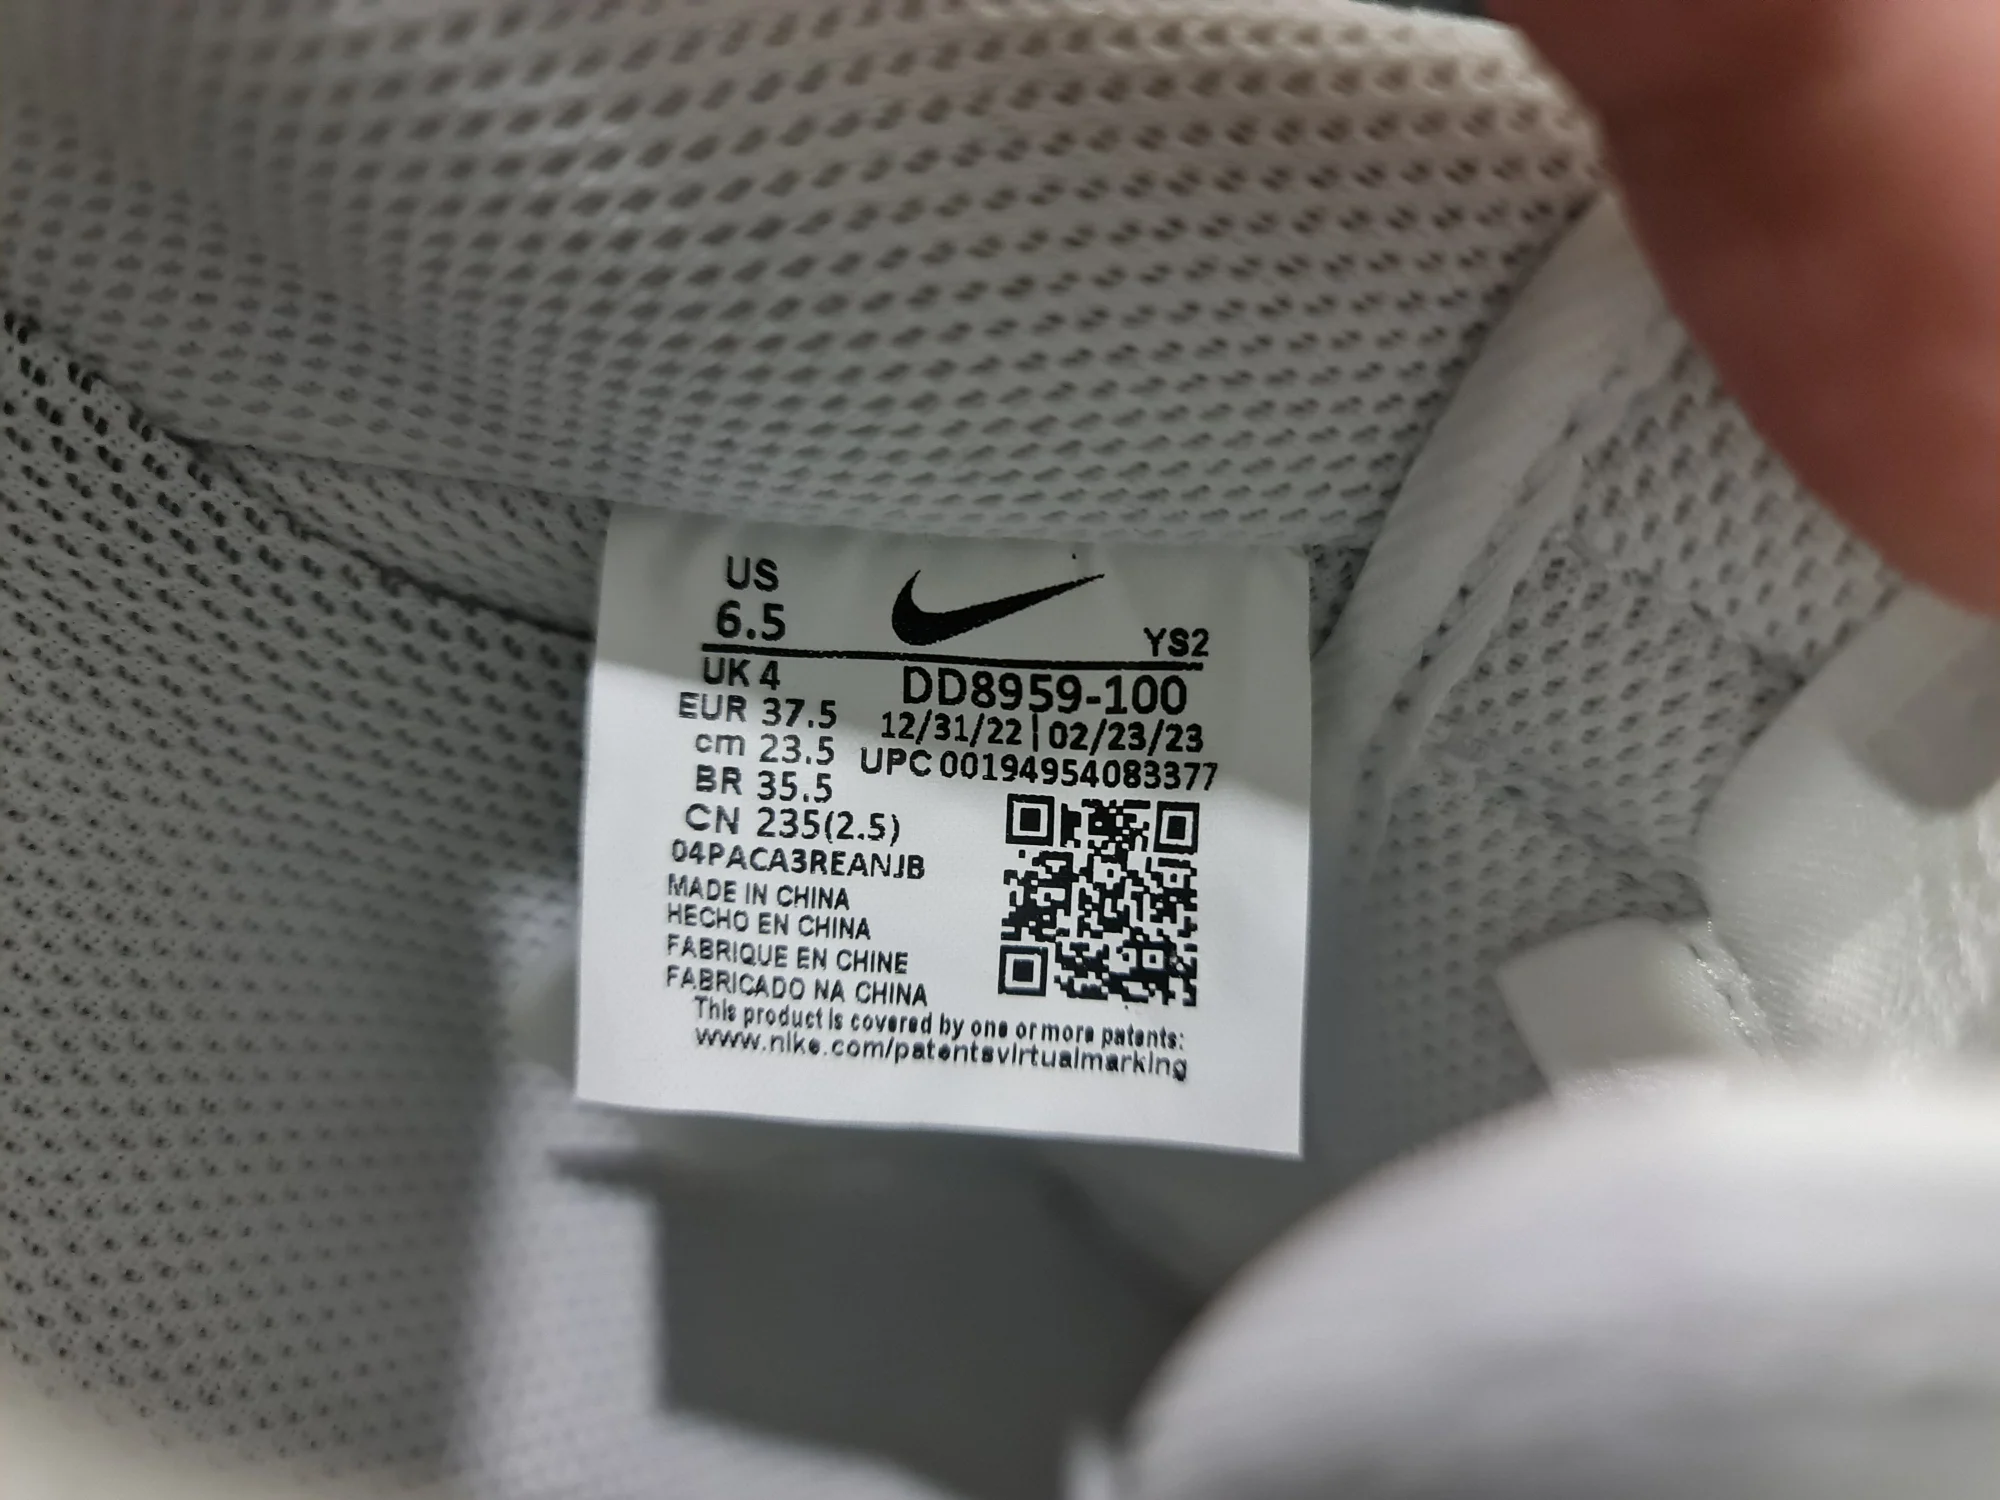 US
6.5
YS2
UK 4
DD8959-100
EUR 37.5
12/31/22 | 02/23/23
cm 23.5
UPC 00194954083377
BR 35.5
CN 235(2.5)
04PACA3REANJB
MADE IN CHINA
HECHO EN CHINA
FABRIQUE EN CHINE
FABRICADO NA CHINA
This product is covered by one or more patents:
www.nike.com/patentsvirtualmarking